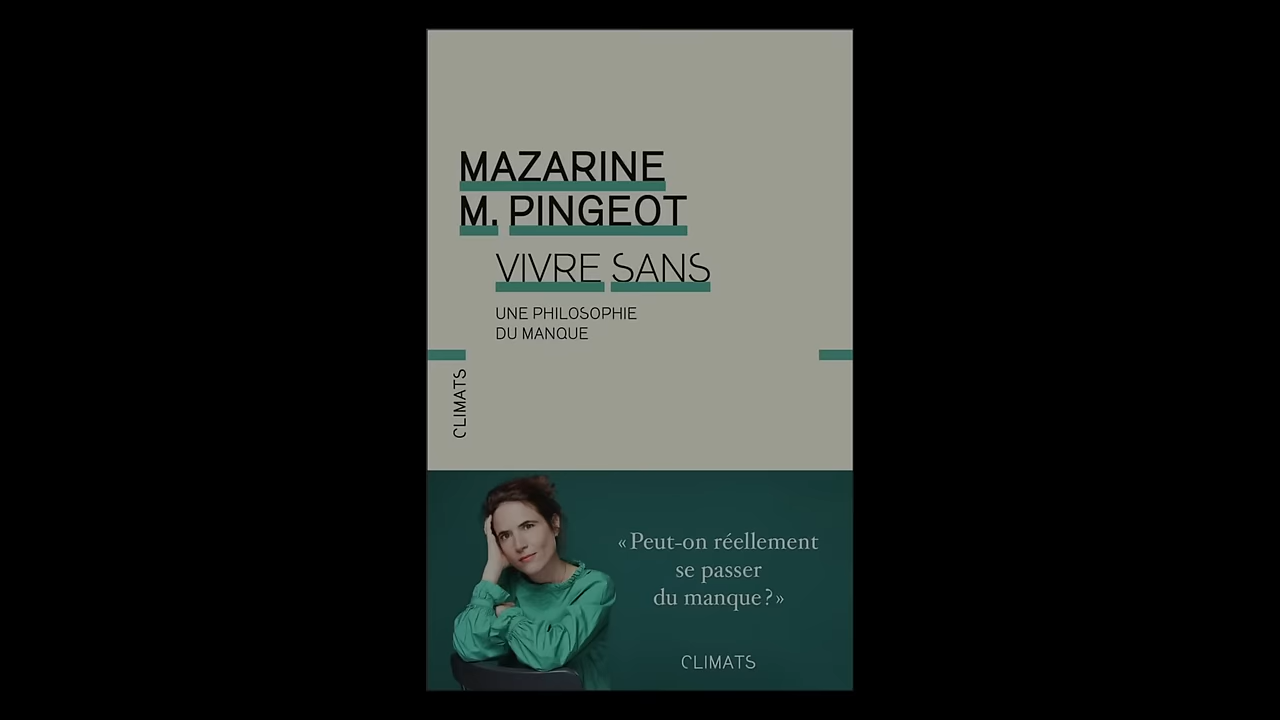 MAZARINE
M. PINGEOT
VIVRE SANS
UNE PHILOSOPHIE
DU MANQUE
CLIMATS
« Peut-on réellement
se passer
du manque ? »
CLIMATS